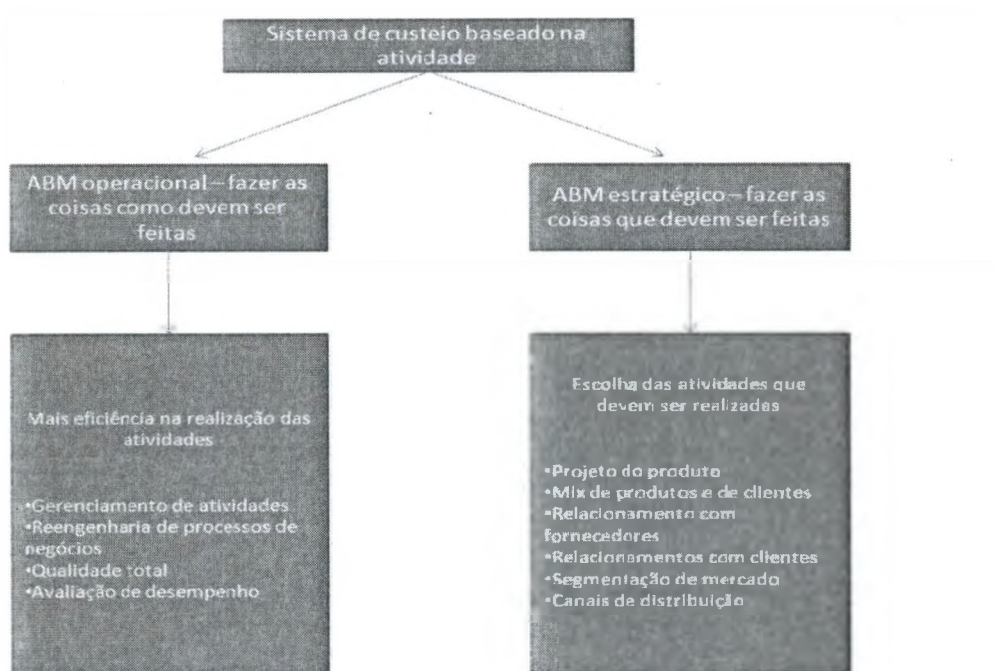 Sistema de custeio baseado na
atividade
ABM operacional – fazer as
coisas como devem ser
feitas
ABM estratégico – fazer as
coisas que devem ser feitas
Mais eficiência na realização das
atividades
•Gerenciamento de atividades
•Reengenharia de processos de
negócios
•Qualidade total
•Avaliação de desempenho
Escolha das atividades que
devem ser realizadas
•Projeto do produto
•Mix de produtos e de clientes
•Relacionamento com
fornecedores
•Relacionamentos com clientes
•Segmentação de mercado
•Canais de distribuição